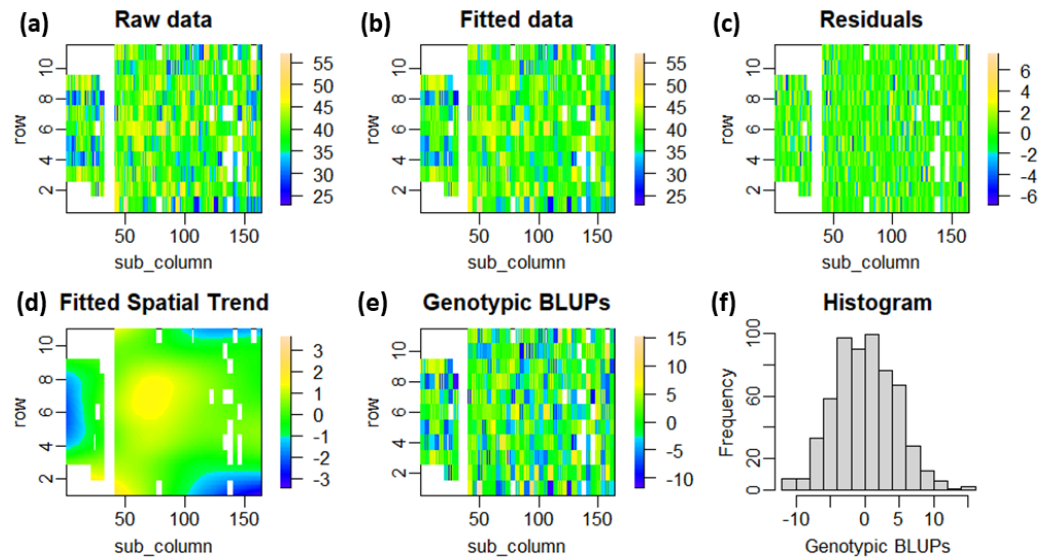 (a) Raw data
row
2 4 6 8 10
50 100 150
sub_column
55
50
45
40
35
30
25
(b) Fitted data
row
2 4 6 8 10
50 100 150
sub_column
55
50
45
40
35
30
25
(c) Residuals
row
2 4 6 8 10
50 100 150
sub_column
6
4
2
0
-2
-4
-6
(d) Fitted Spatial Trend
row
2 4 6 8 10
50 100 150
sub_column
3
2
1
0
-1
-2
-3
(e) Genotypic BLUPs
row
2 4 6 8 10
50 100 150
sub_column
15
10
5
0
-5
-10
(f) Histogram
Frequency
0 20 60 100
-10 0 5 10
Genotypic BLUPs